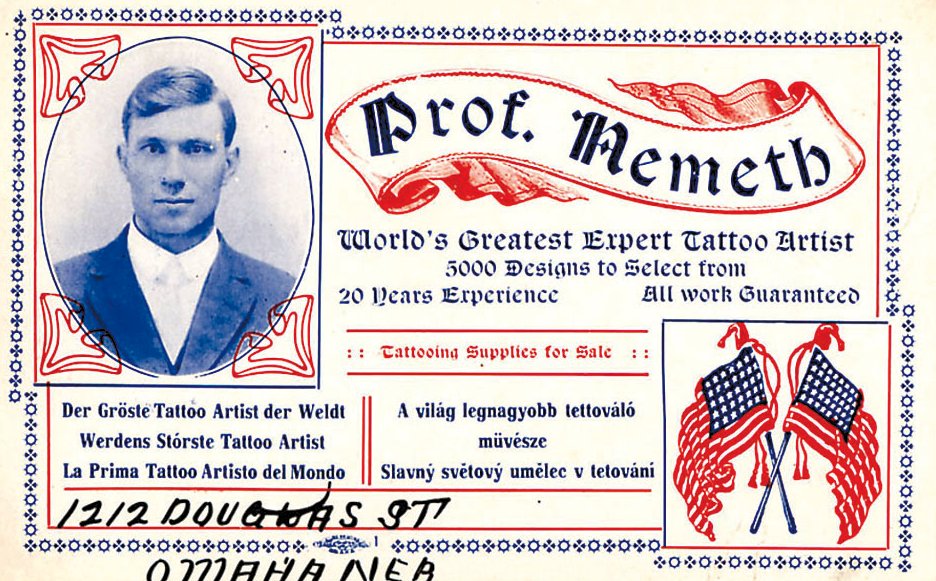 Prof. Nemeth
World's Greatest Expert Tattoo Artist
5000 Designs to Select from
20 Years Experience All work Guaranteed
:: Tattooing Supplies for Sale ::
Der Gröste Tattoo Artist der Weldt
Werdens Stórste Tattoo Artist
La Prima Tattoo Artisto del Mondo
A világ legnagyobb tettováló
müvésze
Slavný světový umělec v tetování
1212 DOUGLAS ST
OMAHA NEB